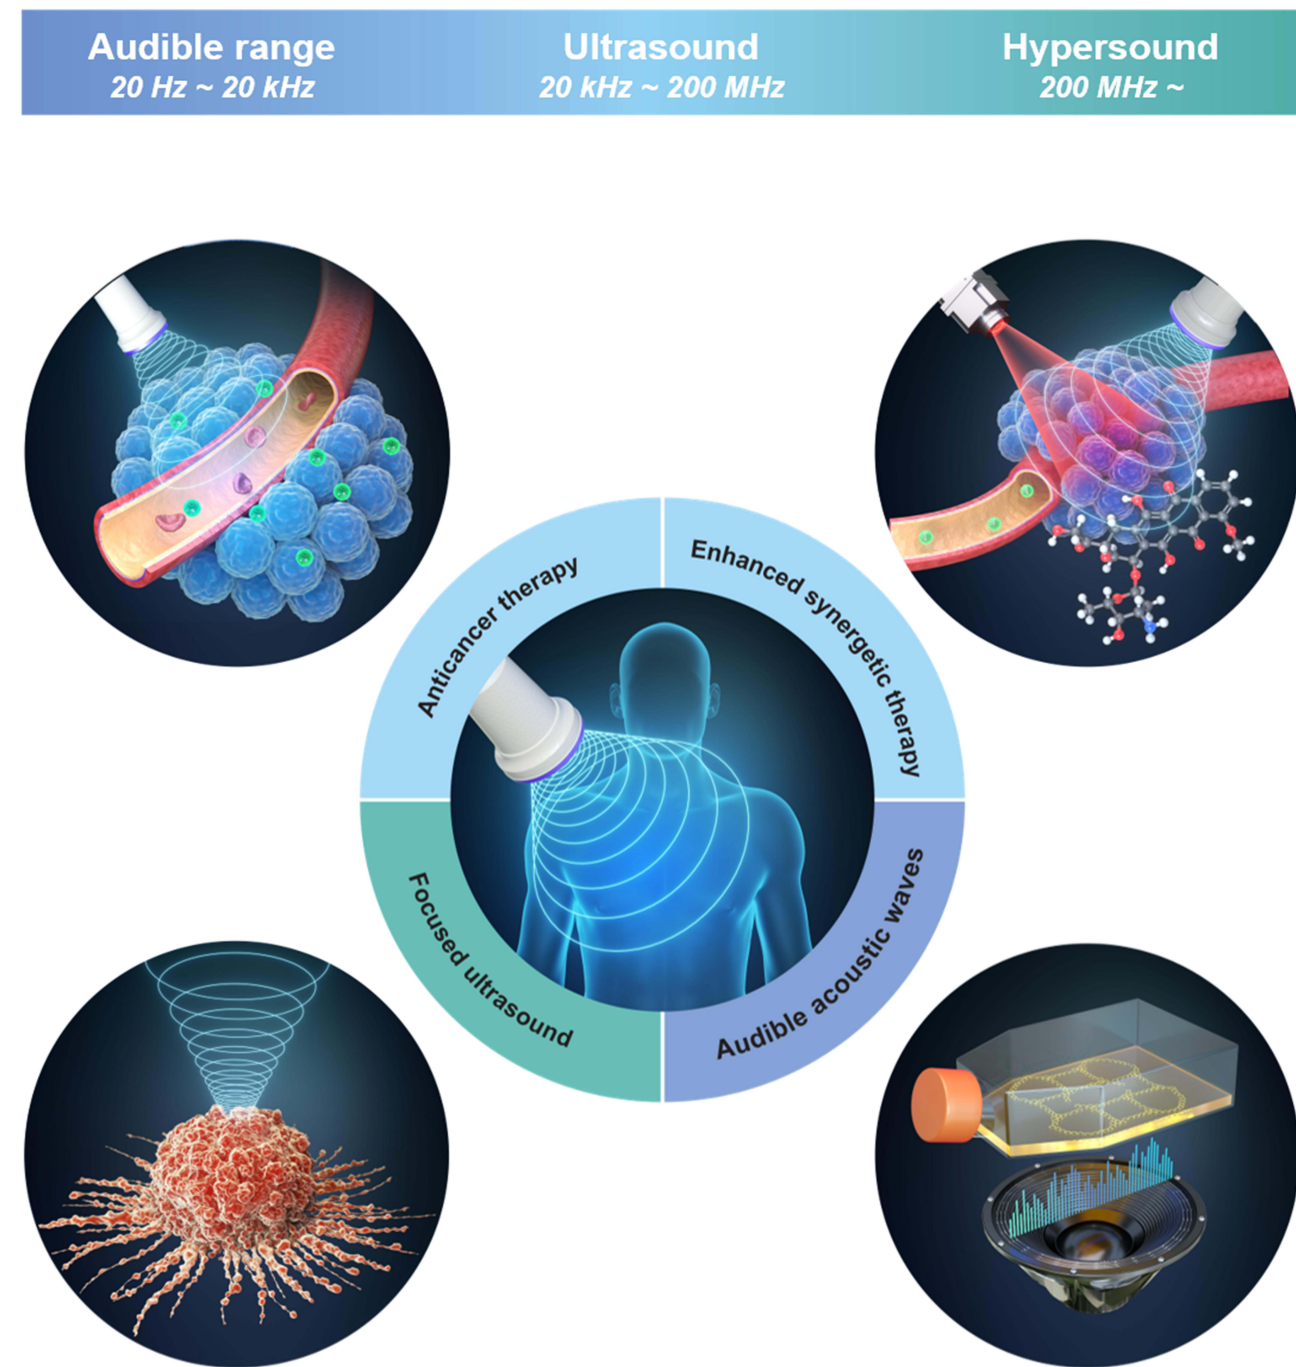 Audible range
20 Hz ~ 20 kHz
Ultrasound
20 kHz ~ 200 MHz
Hypersound
200 MHz ~
Anticancer therapy
Enhanced synergetic therapy
Focused ultrasound
Audible acoustic waves